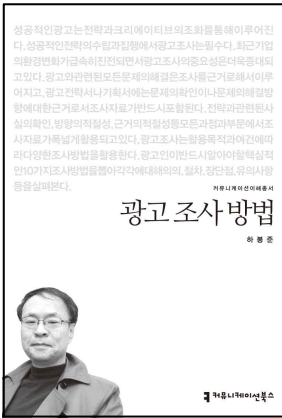 성공적인광고는전략과크리에이티브의조화를통해이루어진
다. 성공적인전략의수립과집행에서광고조사는필수다. 최근기업
의환경변화가급속히진전되면서광고조사의중요성은더욱증대되
고있다. 광고와관련된모든문제의해결은조사를근거로해서이루
어지고, 광고전략서나기획서에는문제의확인이나문제의해결방
향에대한근거로서조사자료가반드시포함된다. 전략과관련된사
실의확인, 방향의적절성, 근거의적절성등모든과정과부문에서조
사자료가폭넓게활용되고있다. 광고조사는활용목적과여건에따
라다양한조사방법을활용한다. 광고인이반드시알아야할핵심적
인10가지조사방법을뽑아각각에대해의의, 절차, 장단점, 유의사항
등을살펴본다.
커뮤니케이션이해총서
광고 조사 방법
하봉준
커뮤니케이션북스